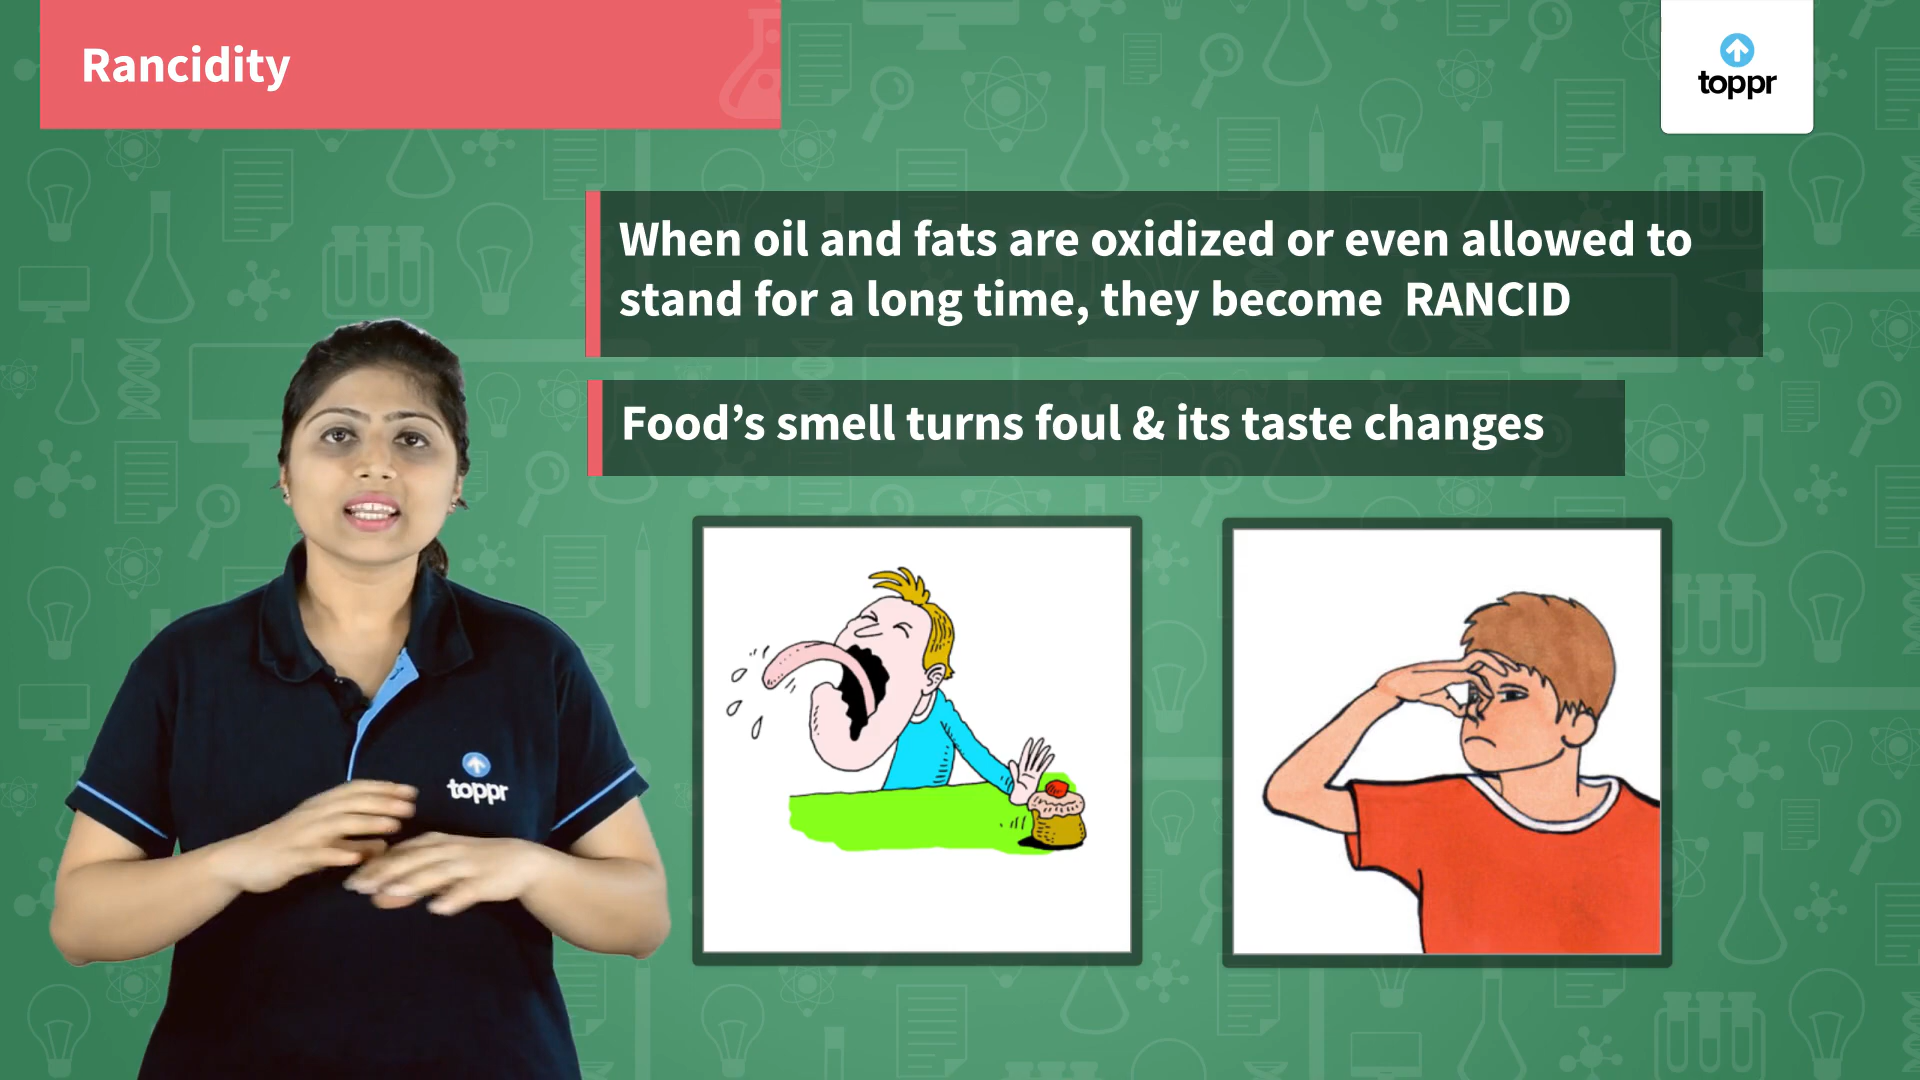 Rancidity
toppr
When oil and fats are oxidized or even allowed to
stand for a long time, they become RANCID
Food’s smell turns foul & its taste changes
toppr